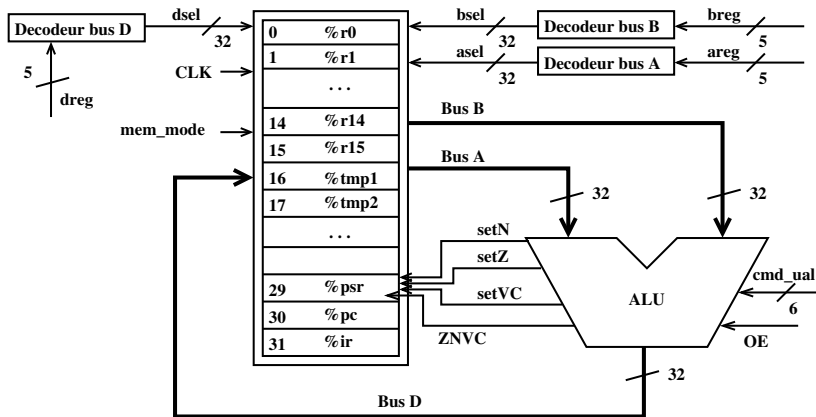 Decodeur bus D
dsel
32
5
dreg
CLK
mem_mode
0 %r0
1 %r1
. . .
14 %r14
15 %r15
16 %tmp1
17 %tmp2
. . .
29 %psr
30 %pc
31 %ir
bsel
32
Decodeur bus B
breg
5
asel
32
Decodeur bus A
areg
5
Bus B
Bus A
32
32
setN
setZ
setVC
ZNVC
ALU
cmd_ual
6
OE
32
Bus D